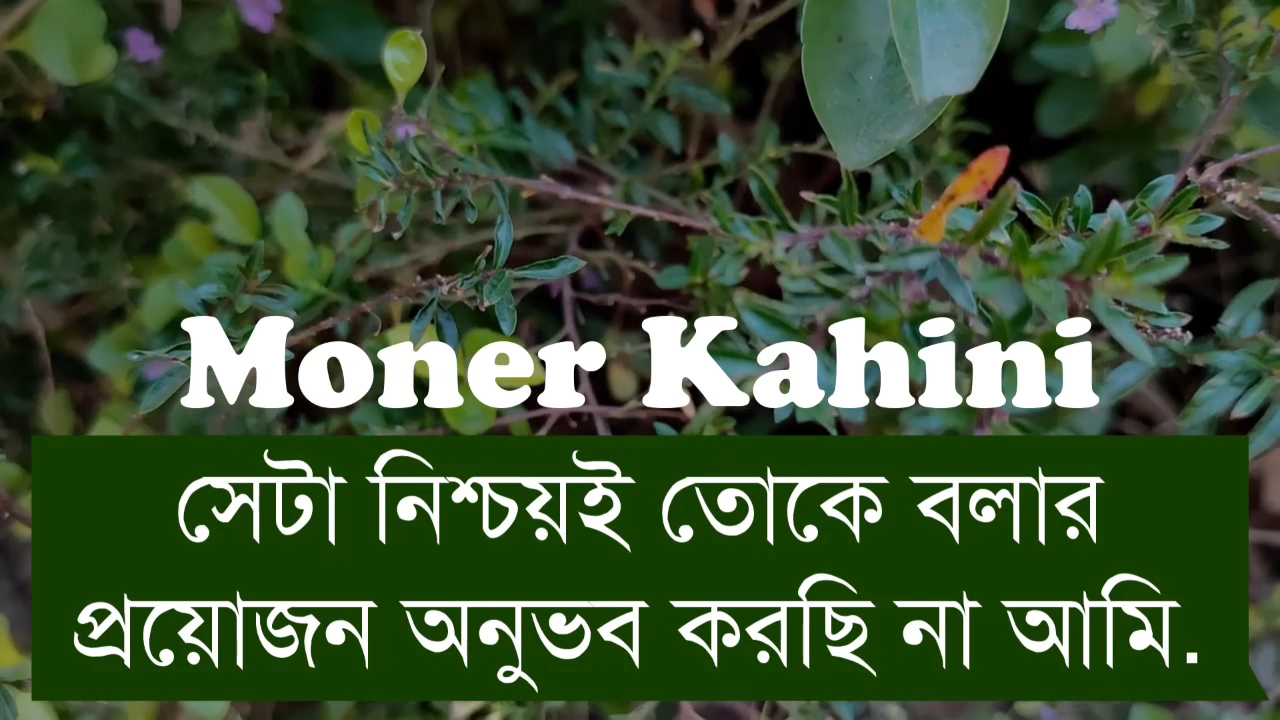 Moner Kahini
সেটা নিশ্চয়ই তোকে বলার
প্রয়োজন অনুভব করছি না আমি.